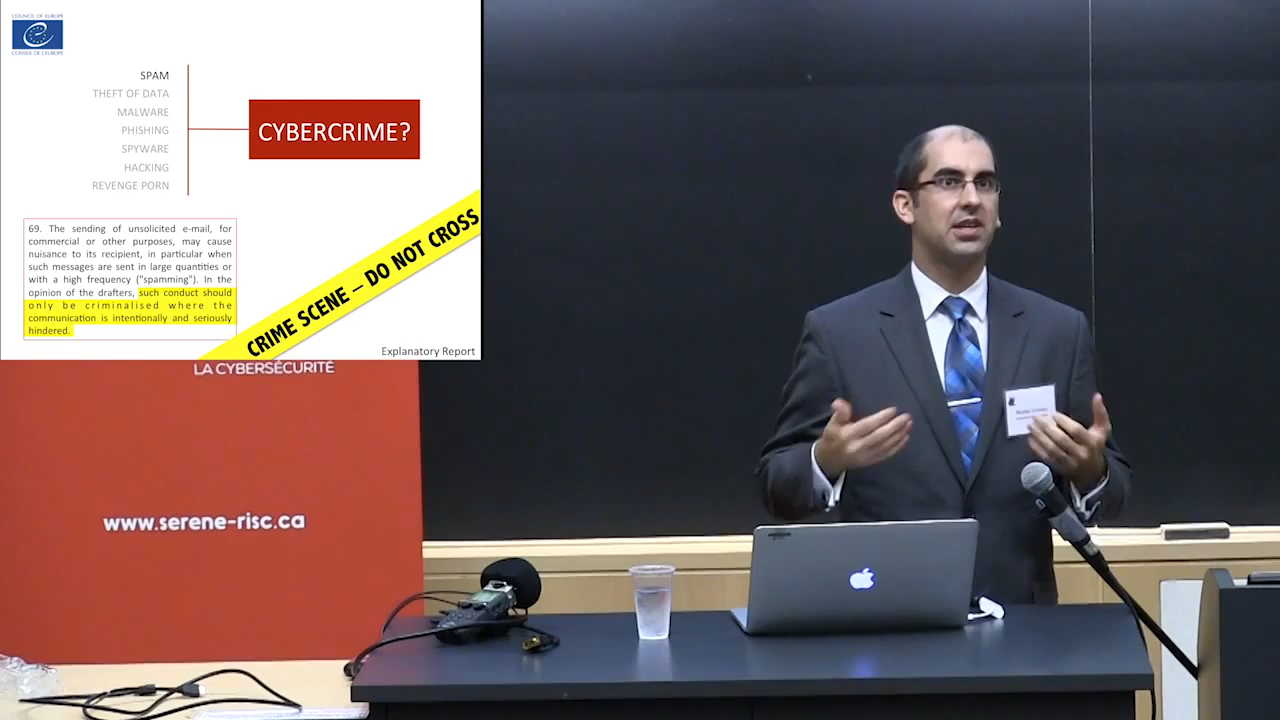 COUNCIL OF EUROPE
CONSEIL DE L'EUROPE
SPAM
THEFT OF DATA
MALWARE
PHISHING
SPYWARE
HACKING
REVENGE PORN
CYBERCRIME?
69. The sending of unsolicited e-mail, for
commercial or other purposes, may cause
nuisance to its recipient, in particular when
such messages are sent in large quantities or
with a high frequency ("spamming"). In the
opinion of the drafters, such conduct should
only be criminalised where the
communication is intentionally and seriously
hindered.
CRIME SCENE – DO NOT CROSS
Explanatory Report
LA CYBERSÉCURITÉ
www.serene-risc.ca